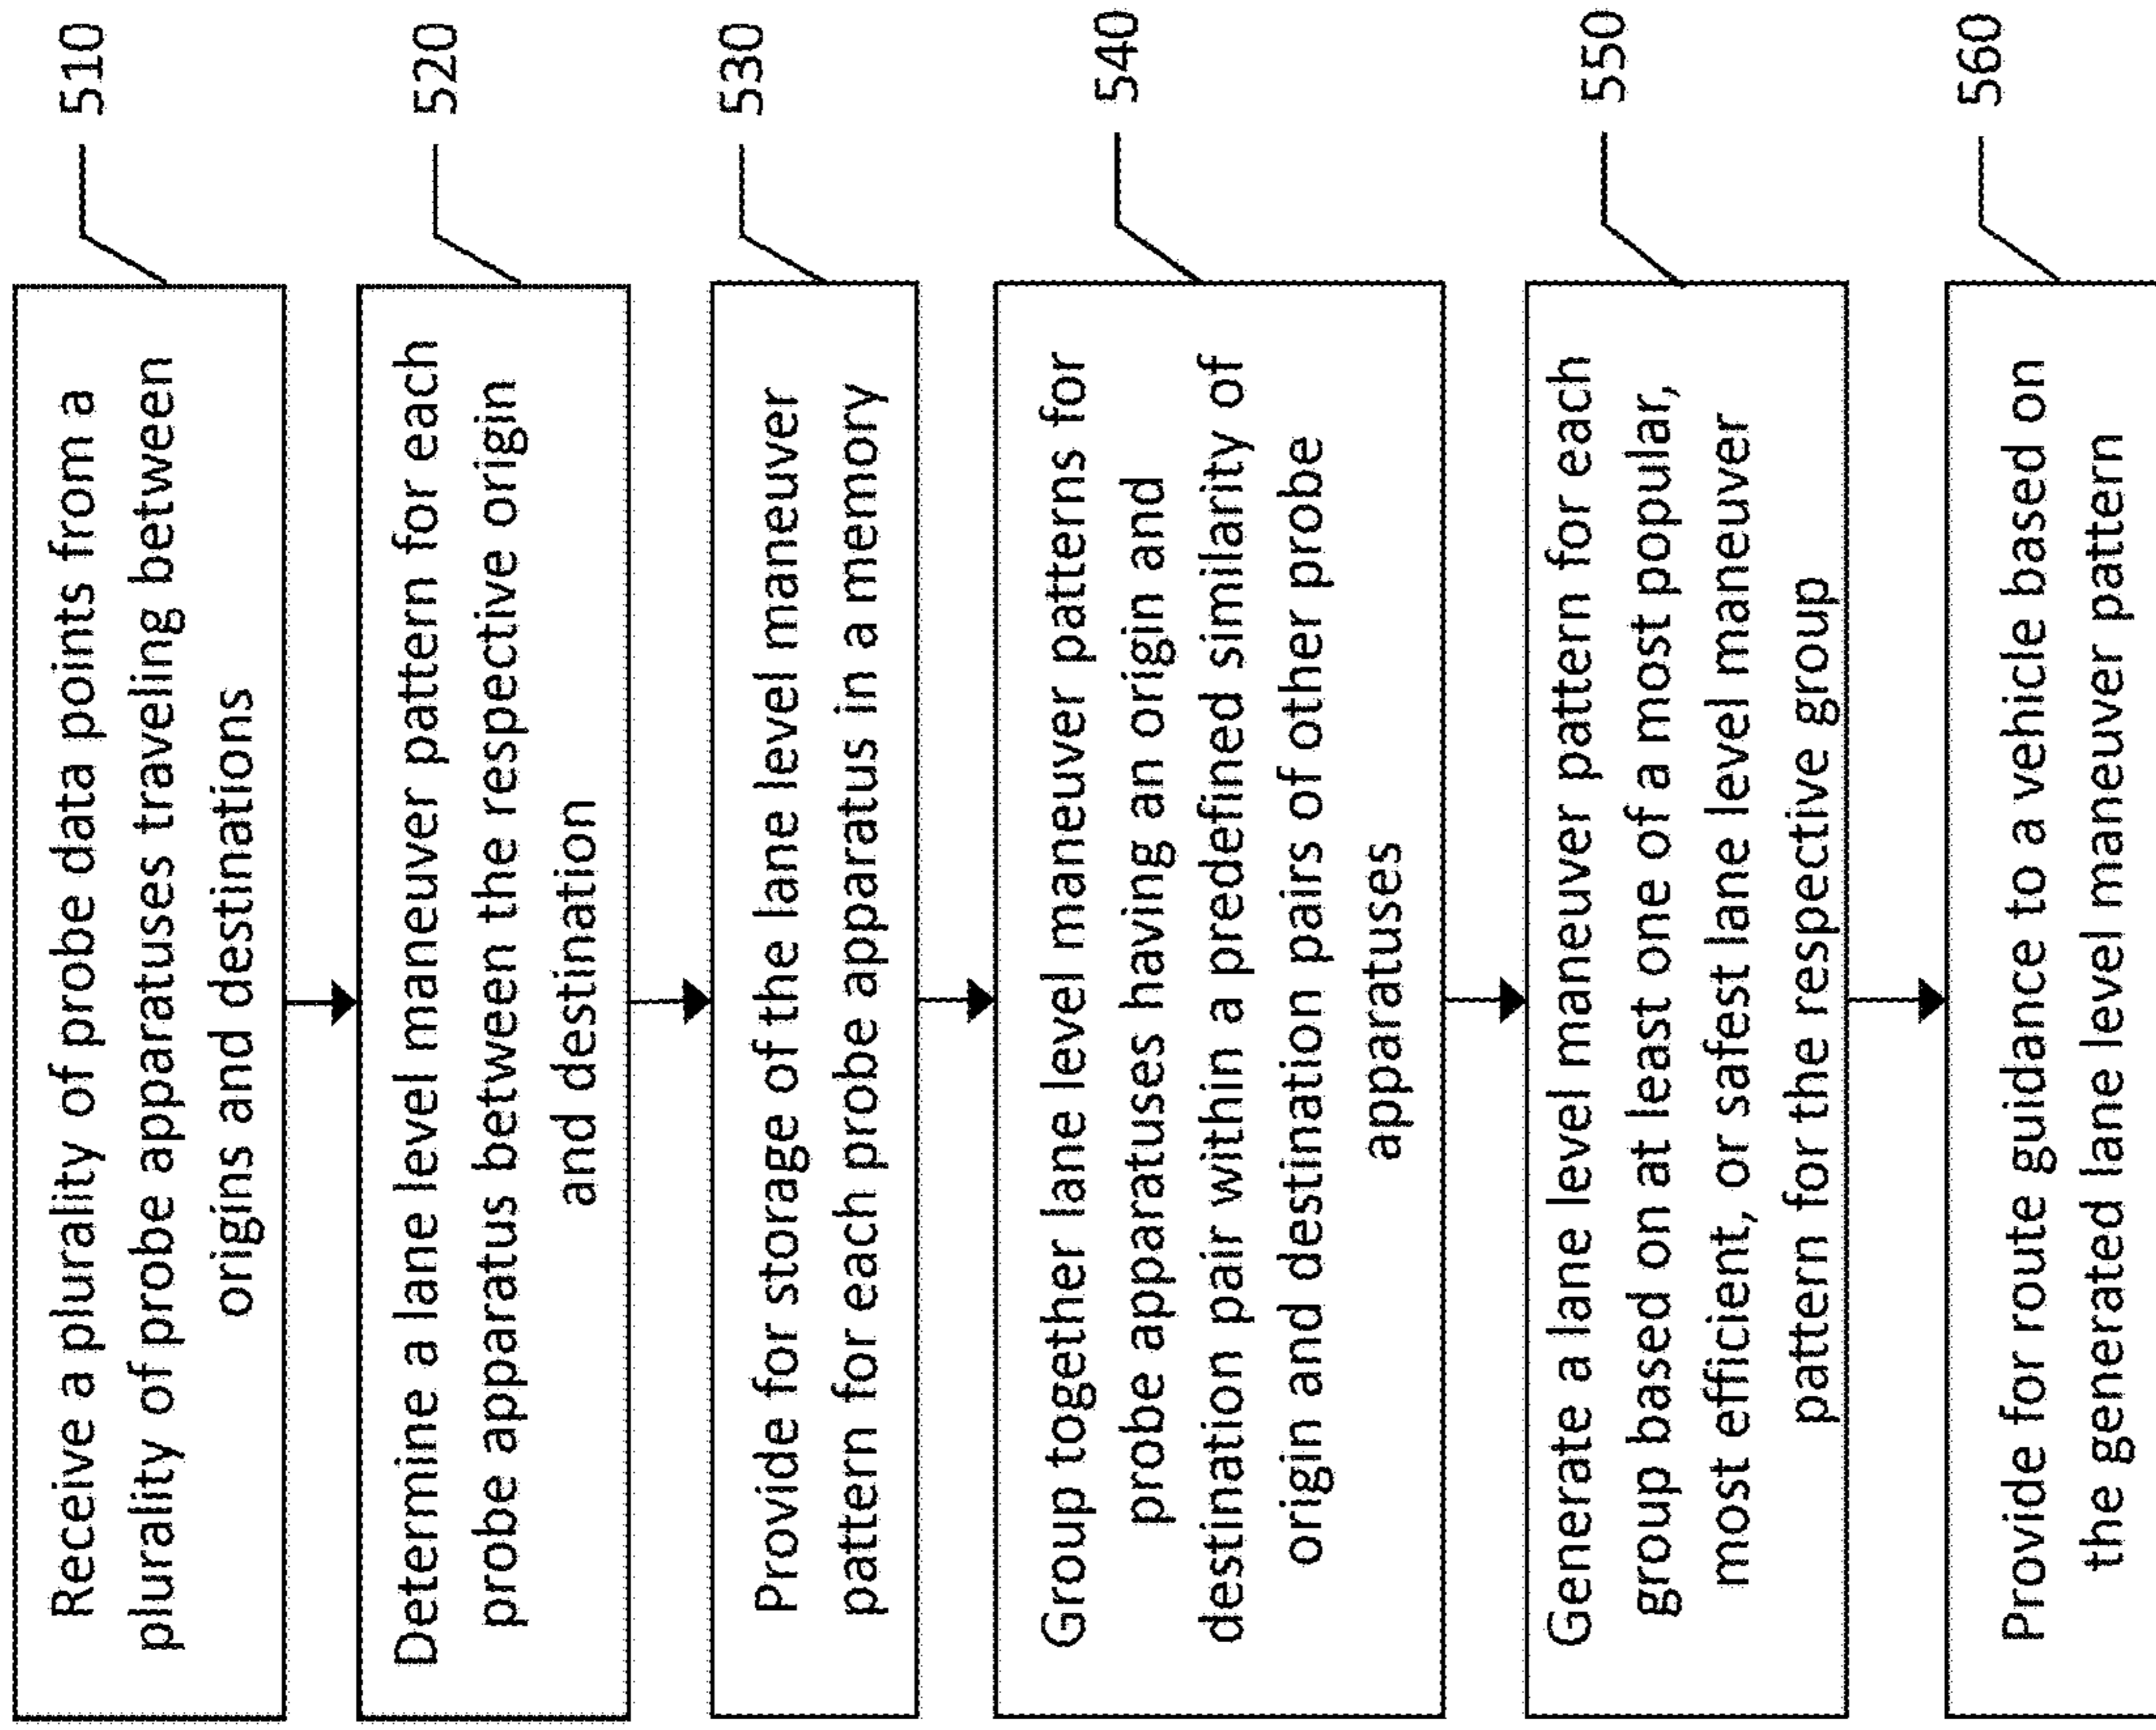 Receive a plurality of probe data points from a
plurality of probe apparatuses traveling between
origins and destinations
510
Determine a lane level maneuver pattern for each
probe apparatus between the respective origin
and destination
520
Provide for storage of the lane level maneuver
pattern for each probe apparatus in a memory
530
Group together lane level maneuver patterns for
probe apparatuses having an origin and
destination pair within a predefined similarity of
origin and destination pairs of other probe
apparatuses
540
Generate a lane level maneuver pattern for each
group based on at least one of a most popular,
most efficient, or safest lane level maneuver
pattern for the respective group
550
Provide for route guidance to a vehicle based on
the generated lane level maneuver pattern
560